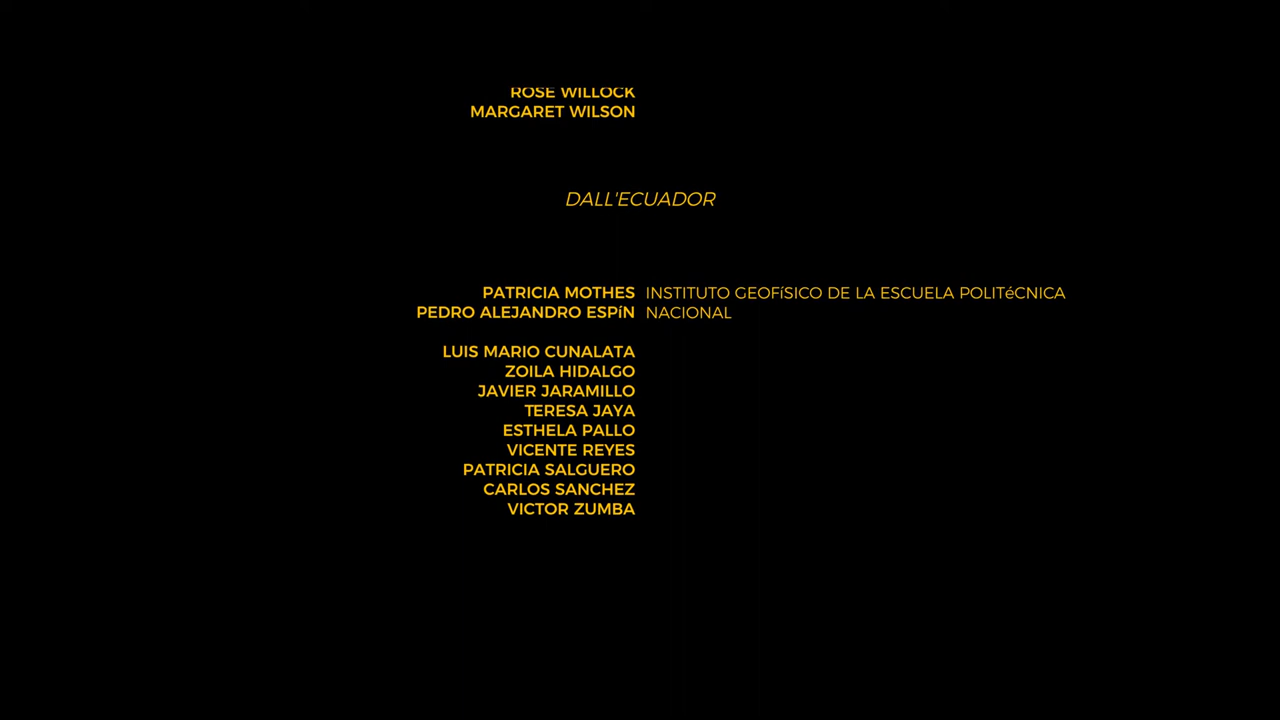 ROSE WILLOCK
MARGARET WILSON
DALL'ECUADOR
PATRICIA MOTHES INSTITUTO GEOFíSICO DE LA ESCUELA POLITéCNICA
PEDRO ALEJANDRO ESPíN NACIONAL
LUIS MARIO CUNALATA
ZOILA HIDALGO
JAVIER JARAMILLO
TERESA JAYA
ESTHELA PALLO
VICENTE REYES
PATRICIA SALGUERO
CARLOS SANCHEZ
VICTOR ZUMBA